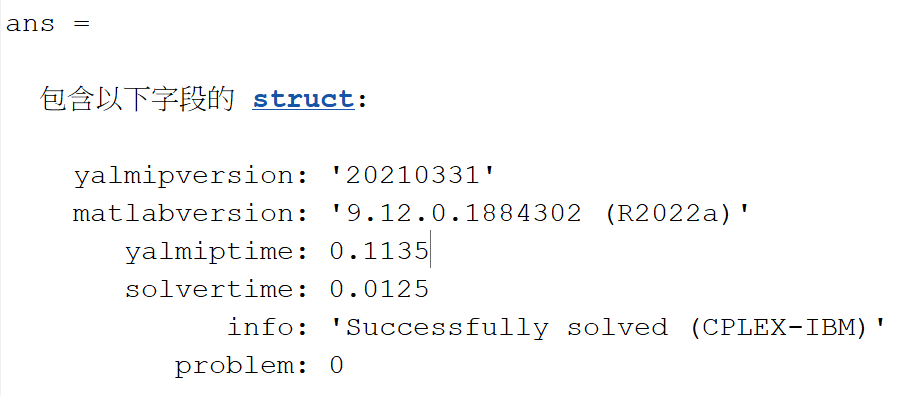 ans =
包含以下字段的 struct:
yalmipversion: '20210331'
matlabversion: '9.12.0.1884302 (R2022a)'
yalmiptime: 0.1135
solvertime: 0.0125
info: 'Successfully solved (CPLEX-IBM)'
problem: 0